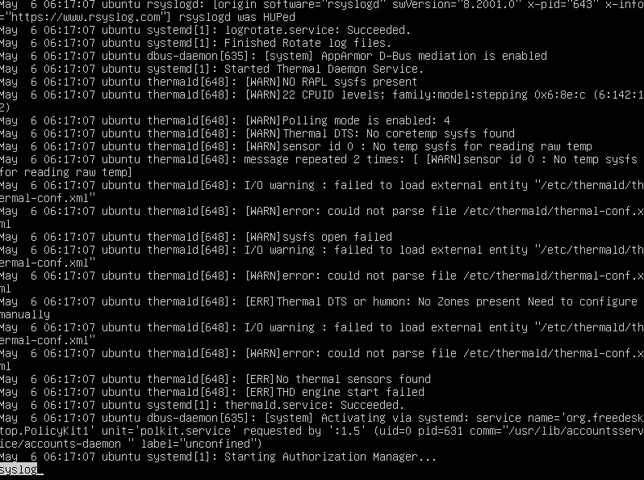 May  6 06:17:07 ubuntu rsyslogd: [origin software="rsyslogd" swVersion="8.2001.0" x-pid="643" x-info
="https://www.rsyslog.com"] rsyslogd was HUPed
May  6 06:17:07 ubuntu systemd[1]: logrotate.service: Succeeded.
May  6 06:17:07 ubuntu systemd[1]: Finished Rotate log files.
May  6 06:17:07 ubuntu dbus-daemon[635]: [system] AppArmor D-Bus mediation is enabled
May  6 06:17:07 ubuntu systemd[1]: Started Thermal Daemon Service.
May  6 06:17:07 ubuntu thermald[648]: [WARN]NO RAPL sysfs present
May  6 06:17:07 ubuntu thermald[648]: [WARN]22 CPUID levels; family:model:stepping 0x6:8e:c (6:142:1
2)
May  6 06:17:07 ubuntu thermald[648]: [WARN]Polling mode is enabled: 4
May  6 06:17:07 ubuntu thermald[648]: [WARN]Thermal DTS: No coretemp sysfs found
May  6 06:17:07 ubuntu thermald[648]: [WARN]sensor id 0 : No temp sysfs for reading raw temp
May  6 06:17:07 ubuntu thermald[648]: message repeated 2 times: [ [WARN]sensor id 0 : No temp sysfs
for reading raw temp]
May  6 06:17:07 ubuntu thermald[648]: I/O warning : failed to load external entity "/etc/thermald/th
ermal-conf.xml"
May  6 06:17:07 ubuntu thermald[648]: [WARN]error: could not parse file /etc/thermald/thermal-conf.x
ml
May  6 06:17:07 ubuntu thermald[648]: [WARN]sysfs open failed
May  6 06:17:07 ubuntu thermald[648]: I/O warning : failed to load external entity "/etc/thermald/th
ermal-conf.xml"
May  6 06:17:07 ubuntu thermald[648]: [WARN]error: could not parse file /etc/thermald/thermal-conf.x
ml
May  6 06:17:07 ubuntu thermald[648]: [ERR]Thermal DTS or hwmon: No Zones present Need to configure
manually
May  6 06:17:07 ubuntu thermald[648]: I/O warning : failed to load external entity "/etc/thermald/th
ermal-conf.xml"
May  6 06:17:07 ubuntu thermald[648]: [WARN]error: could not parse file /etc/thermald/thermal-conf.x
ml
May  6 06:17:07 ubuntu thermald[648]: [ERR]No thermal sensors found
May  6 06:17:07 ubuntu thermald[648]: [ERR]THD engine start failed
May  6 06:17:07 ubuntu systemd[1]: thermald.service: Succeeded.
May  6 06:17:07 ubuntu dbus-daemon[635]: [system] Activating via systemd: service name='org.freedesk
top.PolicyKit1' unit='polkit.service' requested by ':1.5' (uid=0 pid=631 comm="/usr/lib/accountsserv
ice/accounts-daemon " label="unconfined")
May  6 06:17:07 ubuntu systemd[1]: Starting Authorization Manager...
syslog